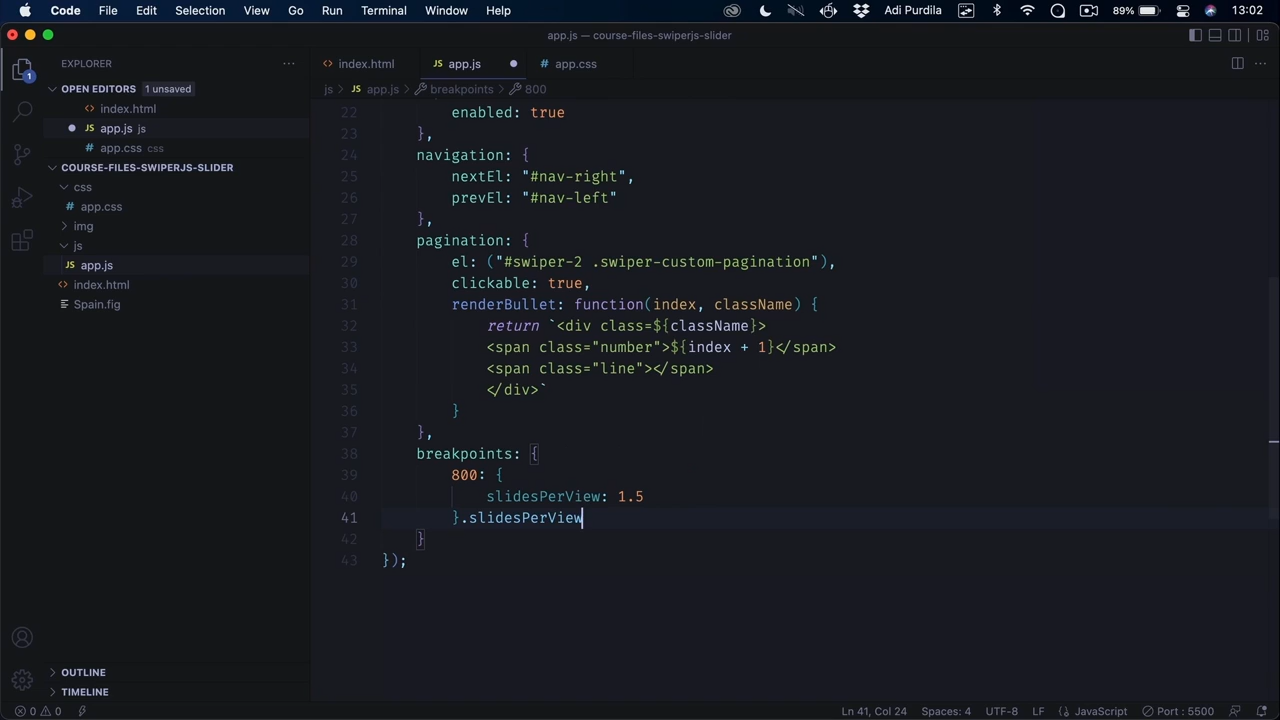 Code File Edit Selection View Go Run Terminal Window Help Adi Purdila 89% 13:02
app.js — course-files-swiperjs-slider
EXPLORER
OPEN EDITORS 1 unsaved
index.html
JS app.js js
# app.css css
COURSE-FILES-SWIPERJS-SLIDER
css
# app.css
img
js
JS app.js
index.html
Spain.fig
OUTLINE
TIMELINE
1
index.html JS app.js # app.css
js > JS app.js > breakpoints > 800
22 enabled: true
23 },
24 navigation: {
25 nextEl: "#nav-right",
26 prevEl: "#nav-left"
27 },
28 pagination: {
29 el: ("#swiper-2 .swiper-custom-pagination"),
30 clickable: true,
31 renderBullet: function(index, className) {
32 return `<div class=${className}>
33 <span class="number">${index + 1}</span>
34 <span class="line"></span>
35 </div>`
36 }
37 },
38 breakpoints: {
39 800: {
40 slidesPerView: 1.5
41 }.slidesPerView
42 }
43 });
0 0 Ln 41, Col 24 Spaces: 4 UTF-8 LF {} JavaScript Port : 5500